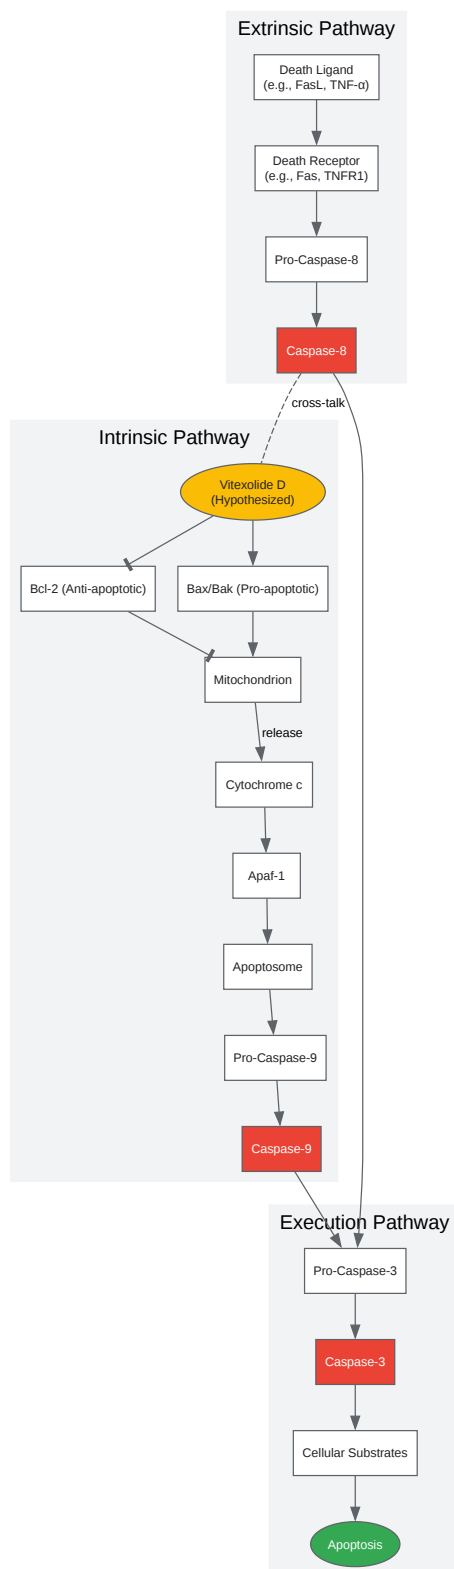 Extrinsic Pathway
Death Ligand
(e.g., FasL, TNF-α)
Death Receptor
(e.g., Fas, TNFR1)
Pro-Caspase-8
Caspase-8
cross-talk
Intrinsic Pathway
Vitexolide D
(Hypothesized)
Bcl-2 (Anti-apoptotic)
Bax/Bak (Pro-apoptotic)
Mitochondrion
release
Cytochrome c
Apaf-1
Apoptosome
Pro-Caspase-9
Caspase-9
Execution Pathway
Pro-Caspase-3
Caspase-3
Cellular Substrates
Apoptosis